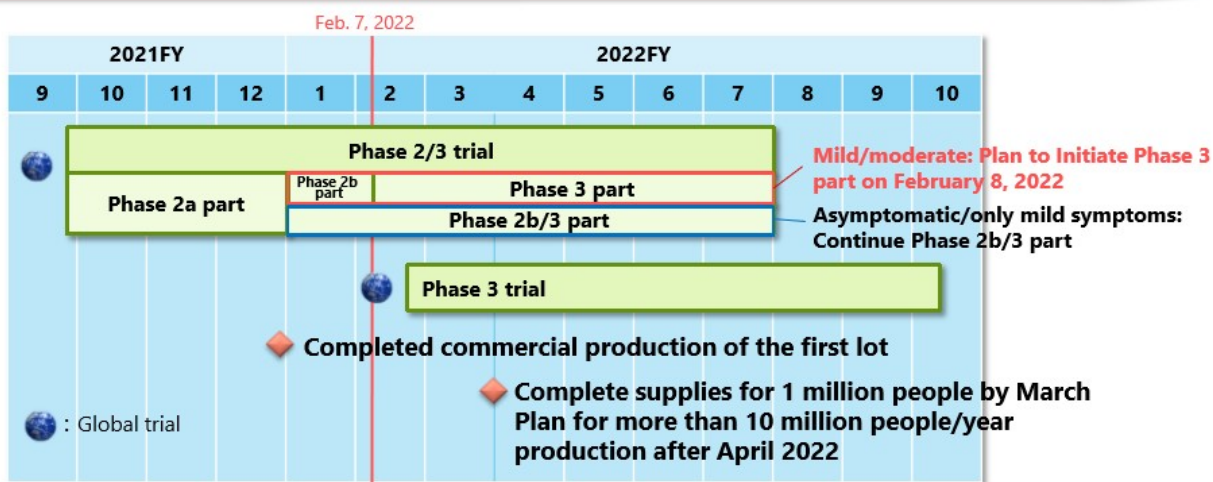 Feb. 7, 2022
2021FY 2022FY
9 10 11 12 1 2 3 4 5 6 7 8 9 10
Phase 2/3 trial
Phase 2a part
Phase 2b
part
Phase 3 part
Phase 2b/3 part
Mild/moderate: Plan to Initiate Phase 3
part on February 8, 2022
Asymptomatic/only mild symptoms:
Continue Phase 2b/3 part
Phase 3 trial
Completed commercial production of the first lot
Complete supplies for 1 million people by March
Plan for more than 10 million people/year
production after April 2022
: Global trial